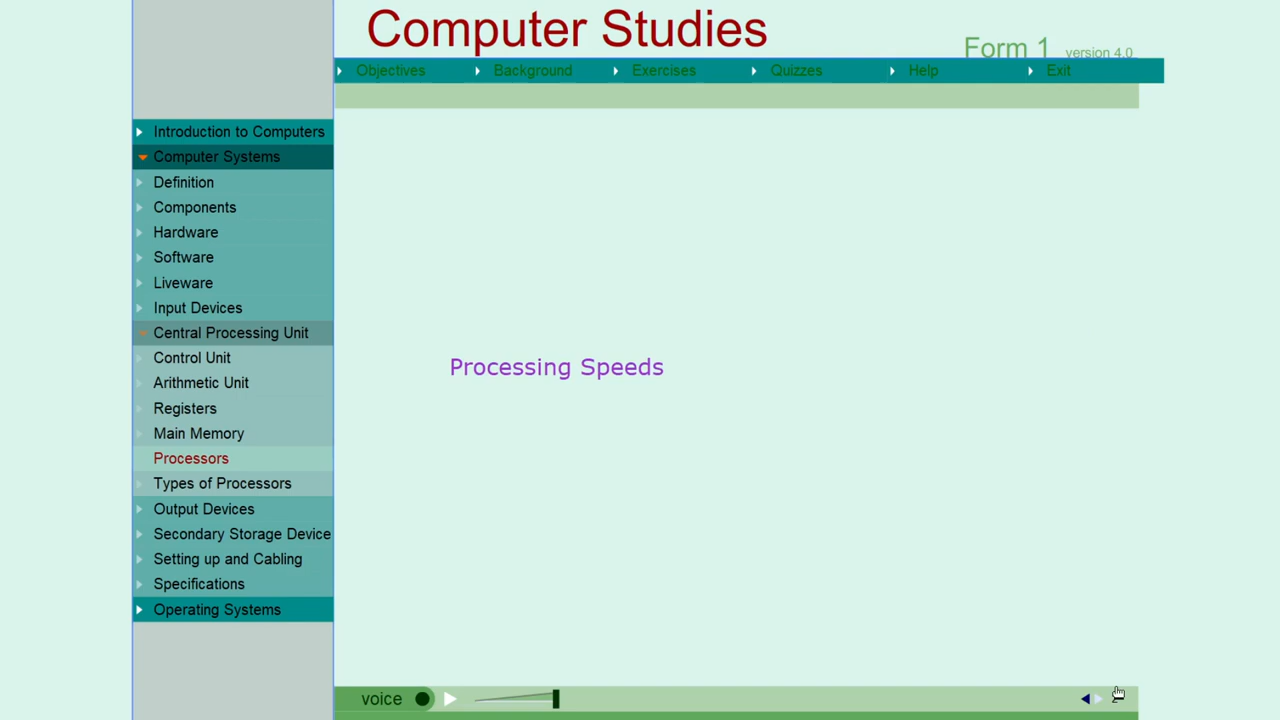 Computer Studies
Form 1 version 4.0
Objectives Background Exercises Quizzes Help Exit
Introduction to Computers
Computer Systems
Definition
Components
Hardware
Software
Liveware
Input Devices
Central Processing Unit
Control Unit
Arithmetic Unit
Registers
Main Memory
Processors
Types of Processors
Output Devices
Secondary Storage Device
Setting up and Cabling
Specifications
Operating Systems
Processing Speeds
voice